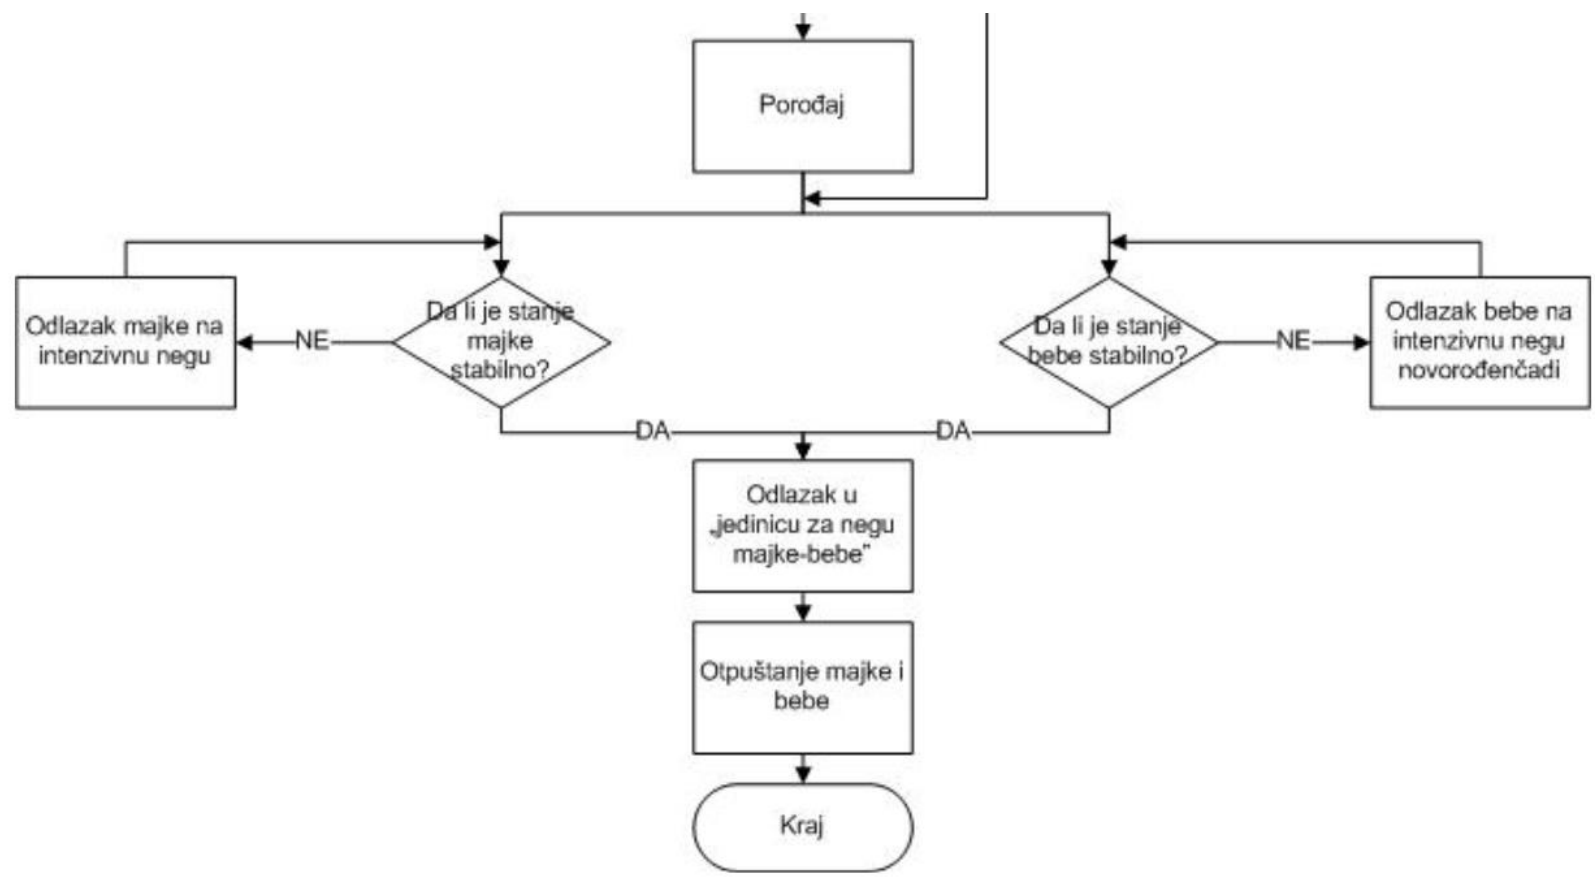 Porođaj
Odlazak majke na
intenzivnu negu
NE
Da li je stanje
majke
stabilno?
Da li je stanje
bebe stabilno?
NE
Odlazak bebe na
intenzivnu negu
novorođenčadi
DA
DA
Odlazak u
„jedinicu za negu
majke-bebe”
Otpuštanje majke i
bebe
Kraj